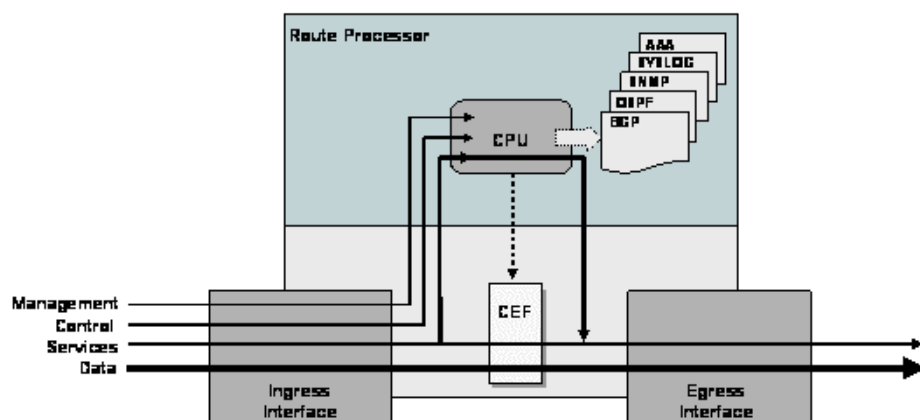 Route Processor
AAA
SYSLOG
SNMP
OSPF
BGP
CPU
Management
Control
Services
Data
CEF
Ingress
Interface
Egress
Interface